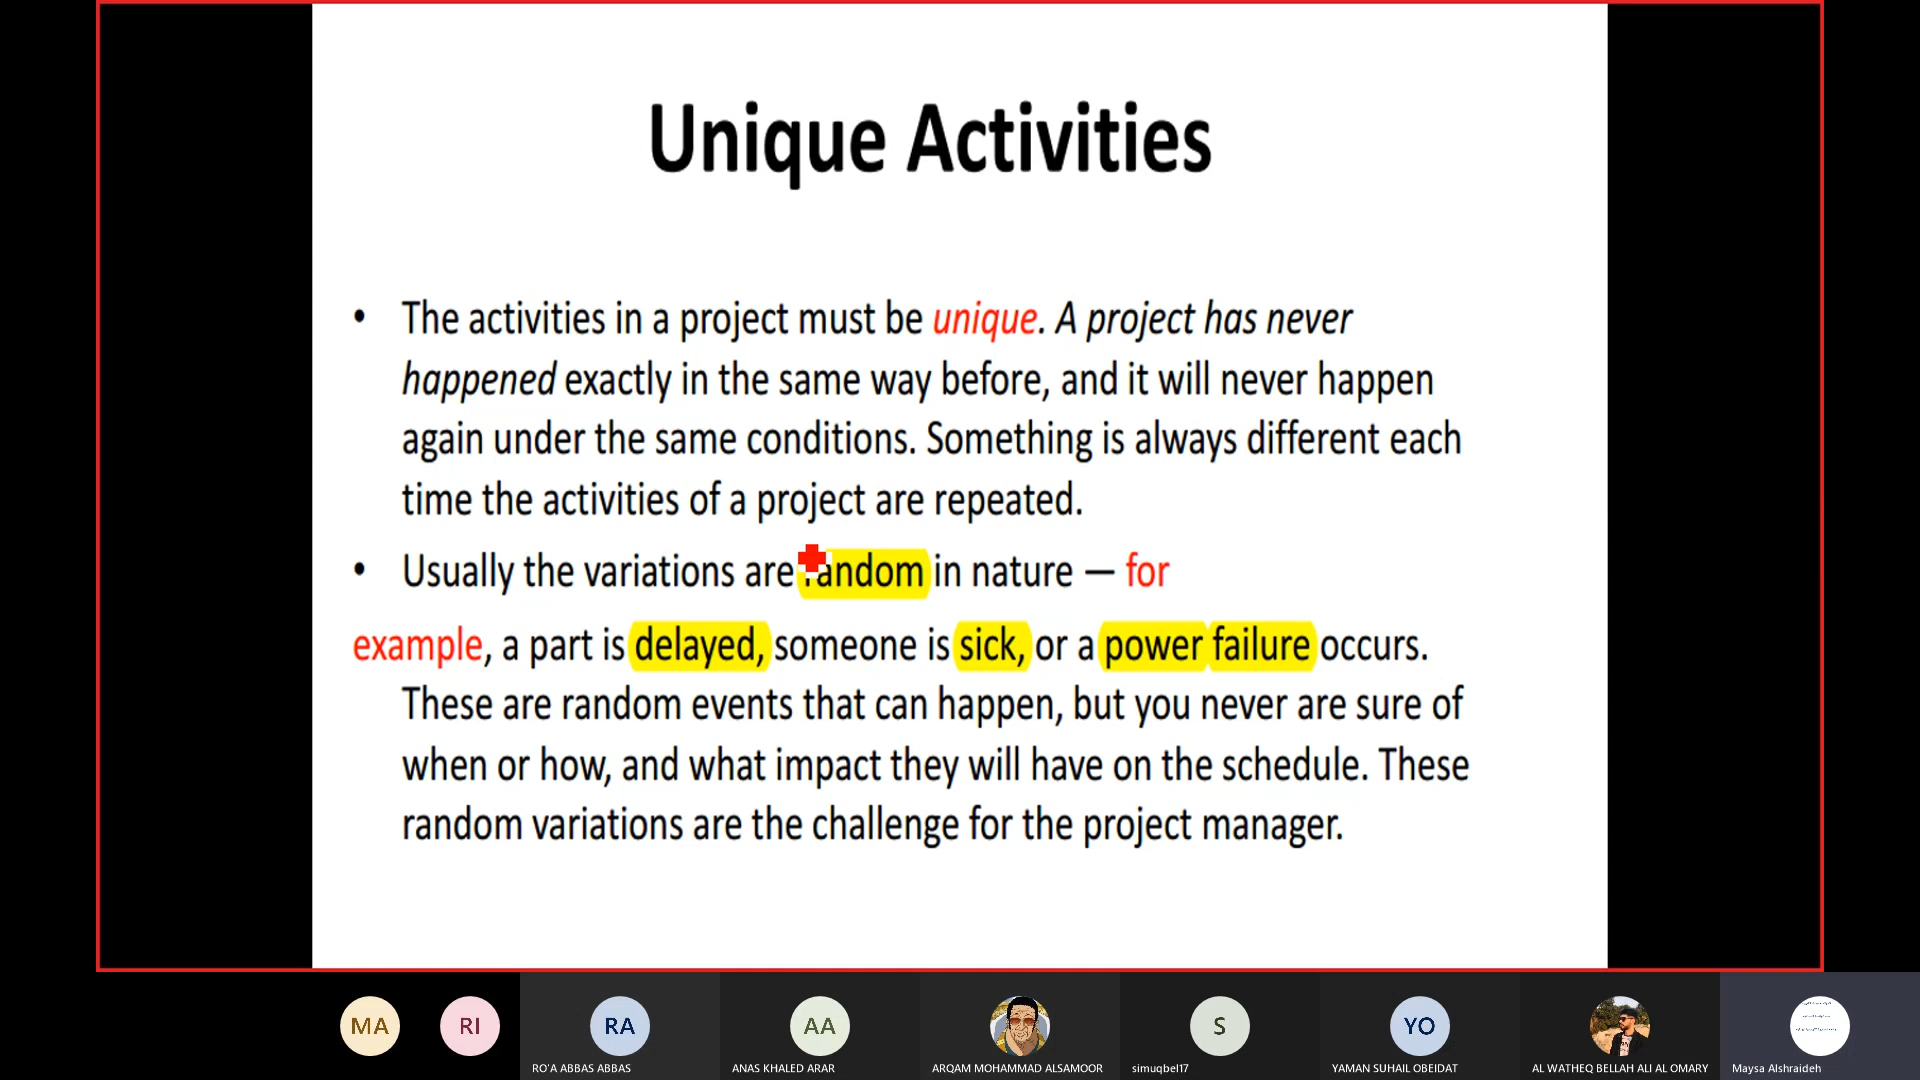 Unique Activities
• The activities in a project must be unique. A project has never
happened exactly in the same way before, and it will never happen
again under the same conditions. Something is always different each
time the activities of a project are repeated.
• Usually the variations are random in nature — for
example, a part is delayed, someone is sick, or a power failure occurs.
These are random events that can happen, but you never are sure of
when or how, and what impact they will have on the schedule. These
random variations are the challenge for the project manager.
MA RI RA AA S YO
RO'A ABBAS ABBAS ANAS KHALED ARAR ARQAM MOHAMMAD ALSAMOOR simuqbel17 YAMAN SUHAIL OBEIDAT AL WATHEQ BELLAH ALI AL OMARY Maysa Alshraideh